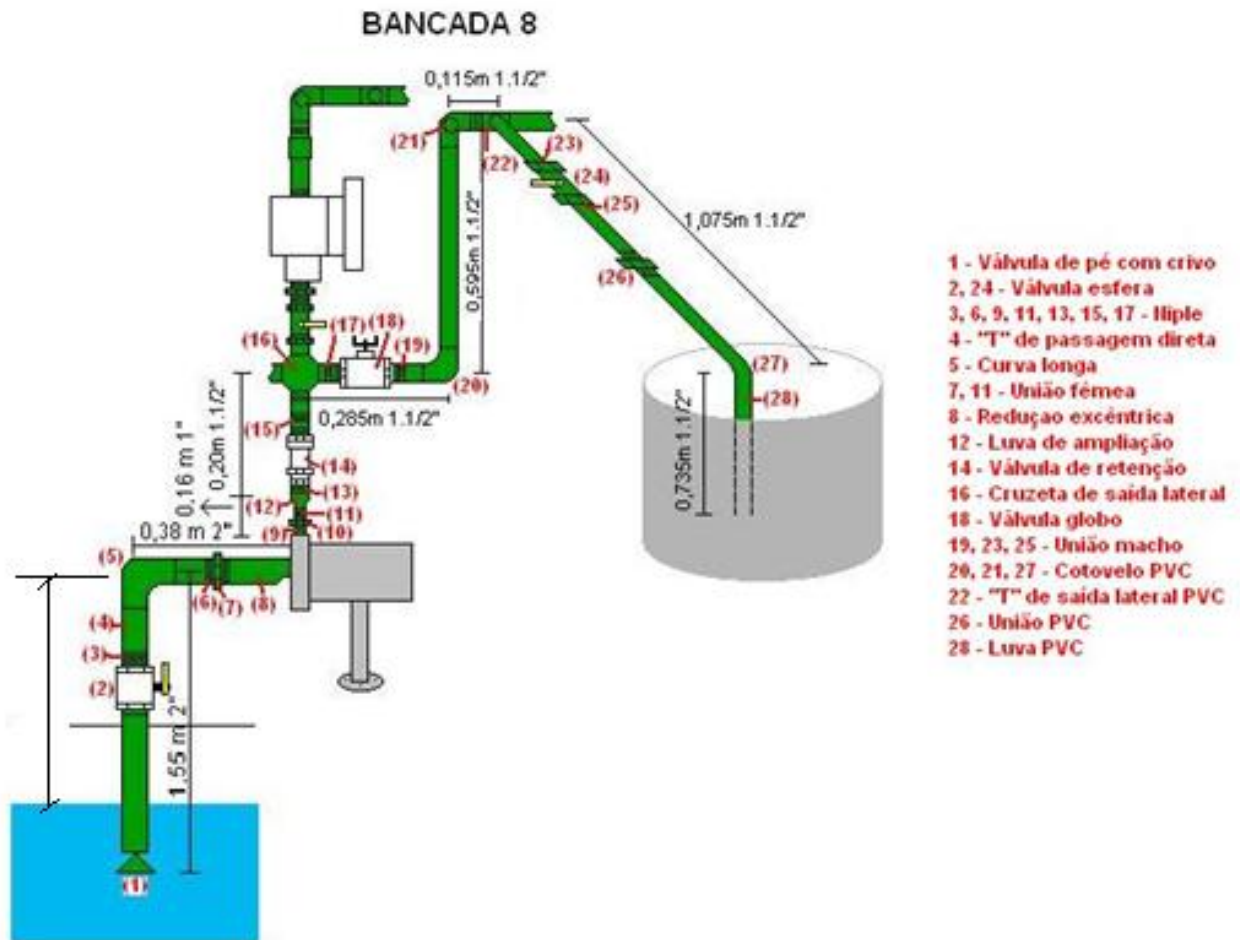 BANCADA 8
0,115m 1.1/2"
(21)
(22)
(23)
(24)
(25)
1,075m 1.1/2"
0,595m 1.1/2"
(26)
(16)
(17)
(18)
(19)
(20)
(27)
(28)
0,285m 1.1/2"
0,735m 1.1/2"
(15)
0,20m 1.1/2"
0,16 m 1"
(14)
(13)
(12)
(11)
(10)
(9)
0,38 m 2"
(5)
(6)
(7)
(8)
(4)
(3)
(2)
1,55 m 2"
(1)
1 - Válvula de pé com crivo
2, 24 - Válvula esfera
3, 6, 9, 11, 13, 15, 17 - Niple
4 - "T" de passagem direta
5 - Curva longa
7, 11 - União fêmea
8 - Reduçao excêntrica
12 - Luva de ampliação
14 - Válvula de retenção
16 - Cruzeta de saída lateral
18 - Válvula globo
19, 23, 25 - União macho
20, 21, 27 - Cotovelo PVC
22 - "T" de saída lateral PVC
26 - União PVC
28 - Luva PVC